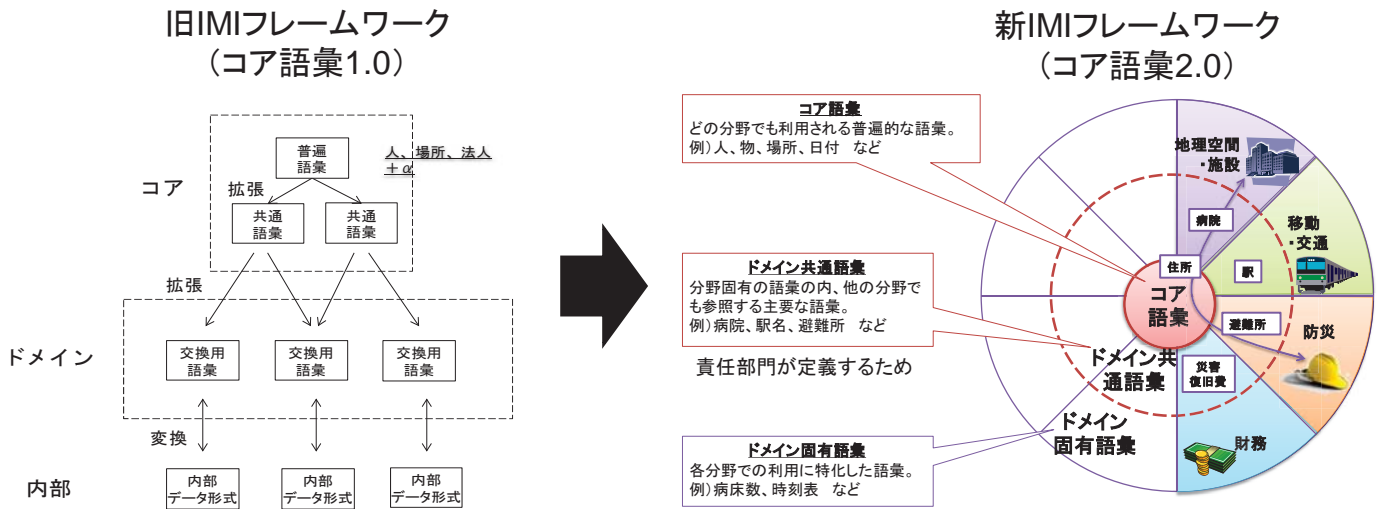 旧IMIフレームワーク
（コア語彙1.0）
コア
普遍
語彙
人、場所、法人
＋α
拡張
共通
語彙
共通
語彙
拡張
ドメイン
交換用
語彙
交換用
語彙
交換用
語彙
変換
内部
内部
データ形式
内部
データ形式
内部
データ形式
新IMIフレームワーク
（コア語彙2.0）
コア語彙
どの分野でも利用される普遍的な語彙。
例）人、物、場所、日付　など
ドメイン共通語彙
分野固有の語彙の内、他の分野で
も参照する主要な語彙。
例）病院、駅名、避難所　など
責任部門が定義するため
ドメイン固有語彙
各分野での利用に特化した語彙。
例）病床数、時刻表　など
地理空間
・施設
病院
移動
・交通
住所
駅
コア
語彙
避難所
防災
ドメイン共
通語彙
災害
復旧費
ドメイン
固有語彙
財務